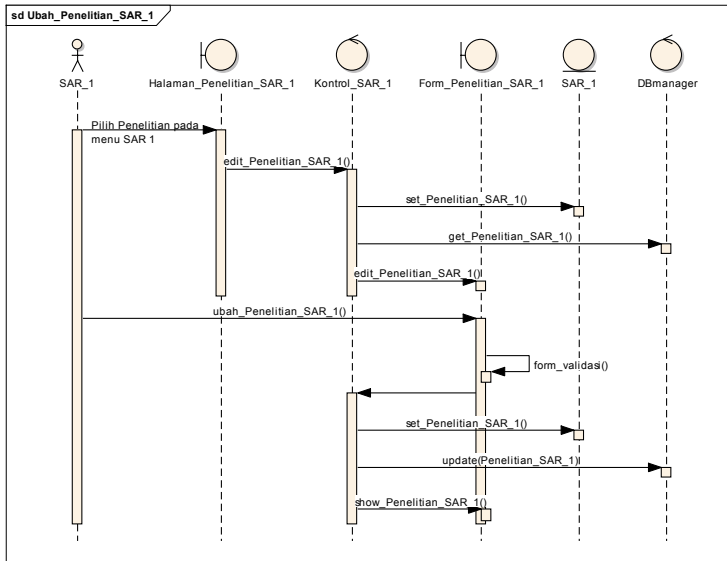 sd Ubah_Penelitian_SAR_1
SAR_1
Halaman_Penelitian_SAR_1
Kontrol_SAR_1
Form_Penelitian_SAR_1
SAR_1
DBmanager
Pilih Penelitian pada
menu SAR 1
edit_Penelitian_SAR_1()
set_Penelitian_SAR_1()
get_Penelitian_SAR_1()
edit_Penelitian_SAR_1()
ubah_Penelitian_SAR_1()
form_validasi()
set_Penelitian_SAR_1()
update(Penelitian_SAR_1)
show_Penelitian_SAR_1()